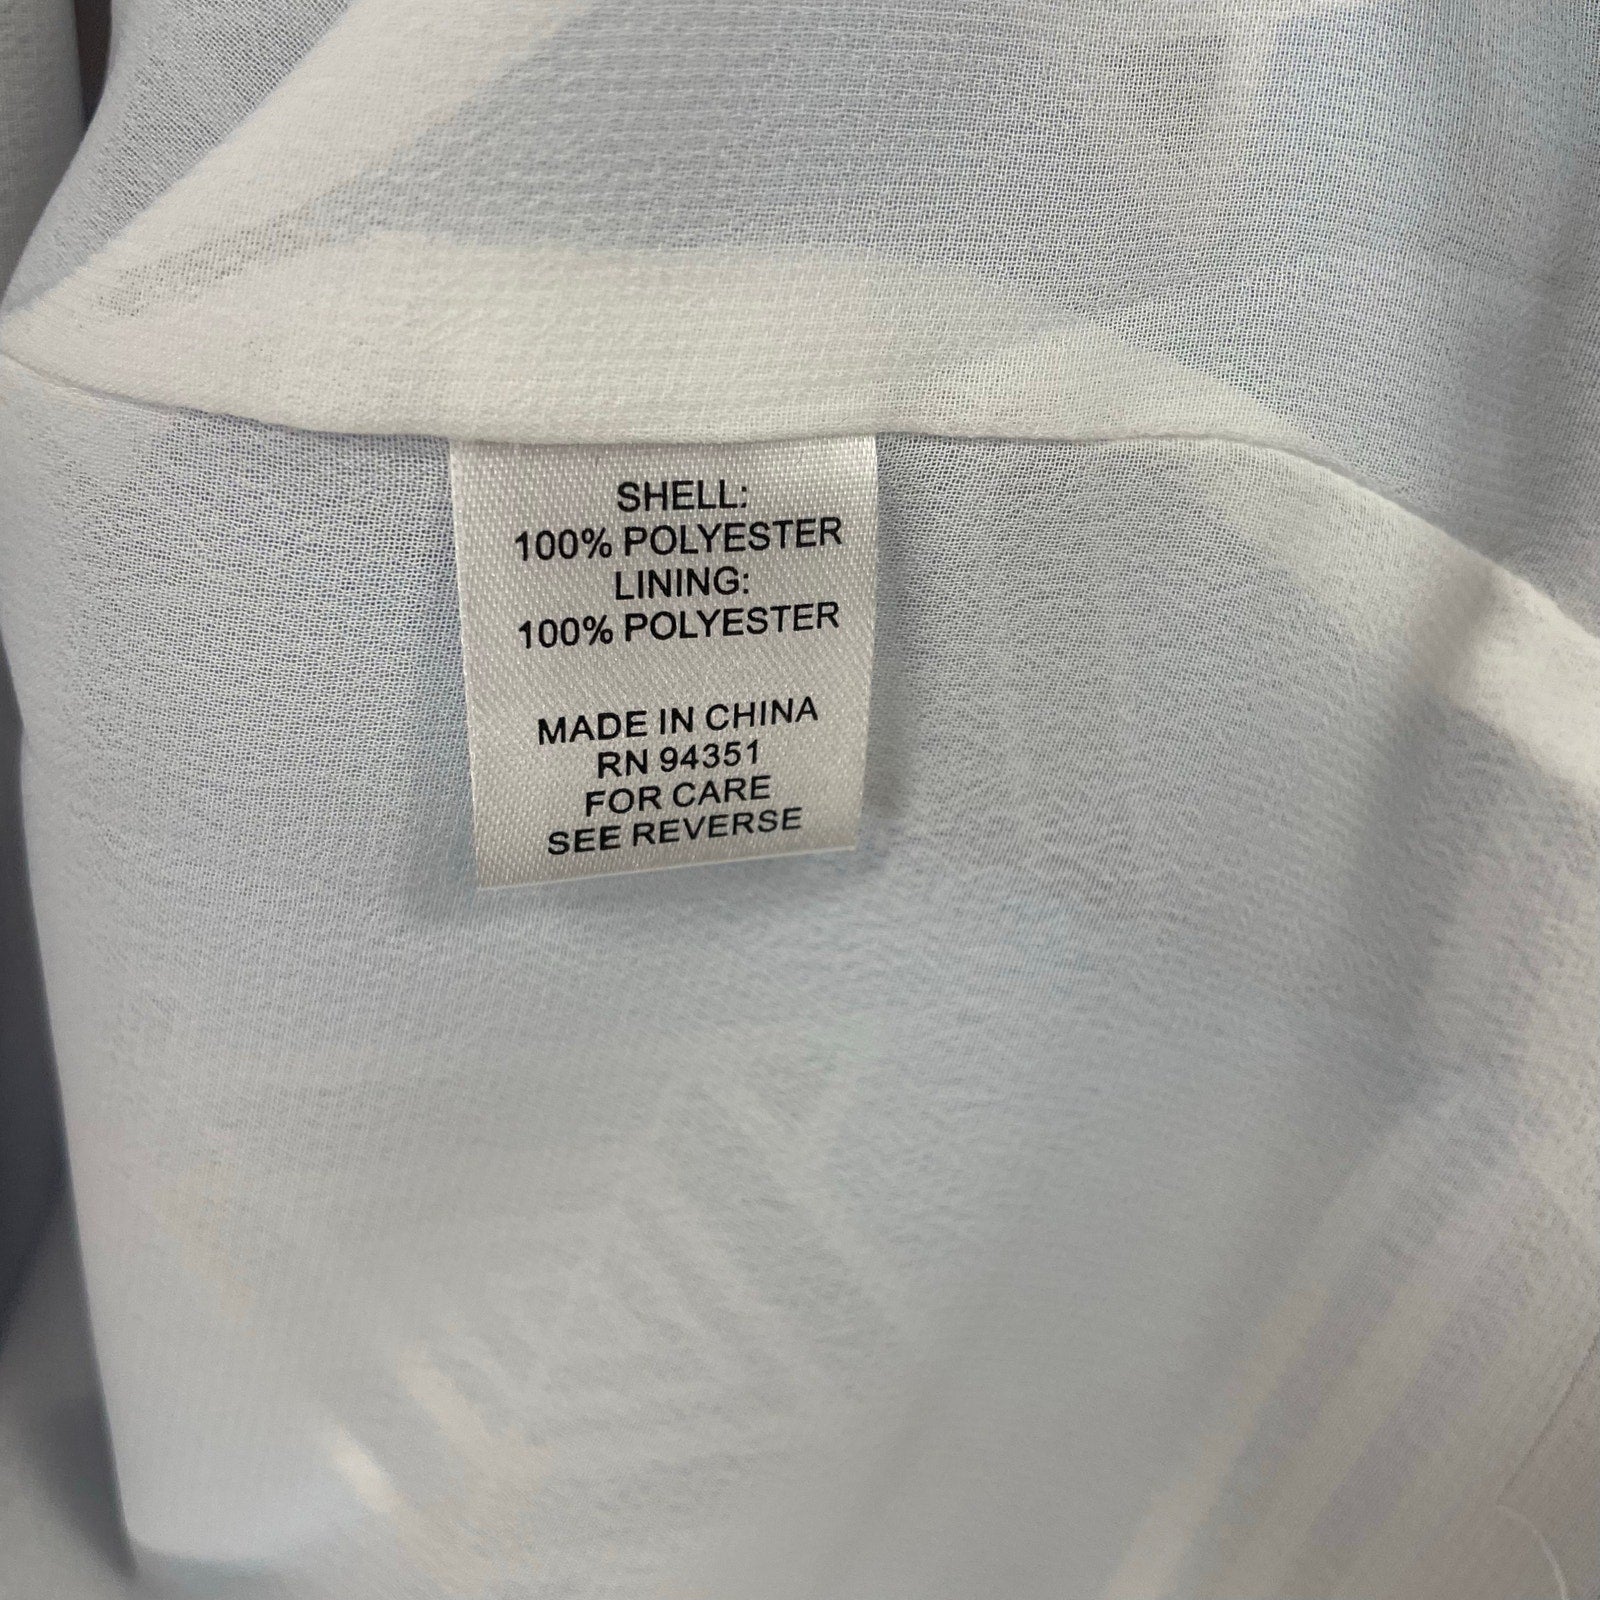 SHELL:
100% POLYESTER
LINING:
100% POLYESTER
MADE IN CHINA
RN 94351
FOR CARE
SEE REVERSE